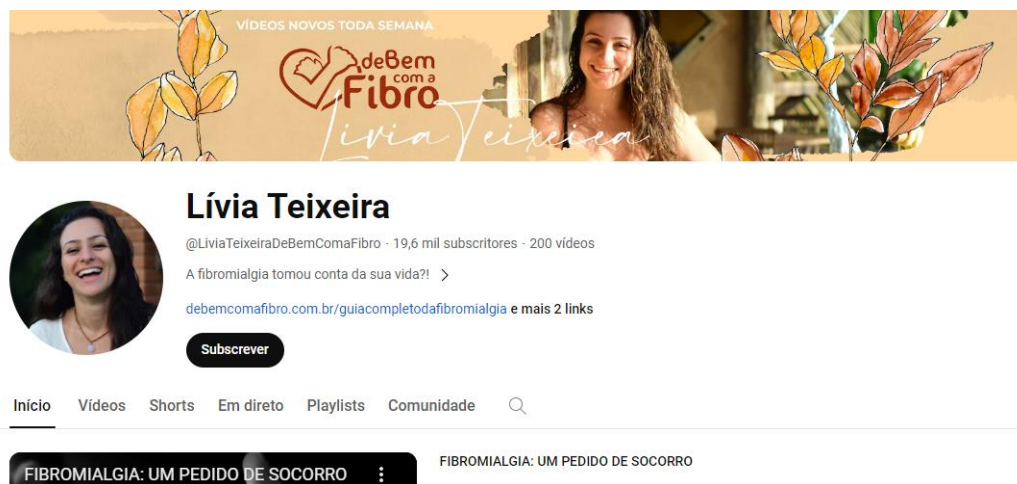 VÍDEOS NOVOS TODA SEMANA
deBem
com a
Fibro
Livia Teixeira
Lívia Teixeira
@LiviaTeixeiraDeBemComaFibro · 19,6 mil subscritores · 200 vídeos
A fibromialgia tomou conta da sua vida?!
debemcomafibro.com.br/guiacompletodafibromialgia e mais 2 links
Subscrever
Início Vídeos Shorts Em direto Playlists Comunidade
FIBROMIALGIA: UM PEDIDO DE SOCORRO
FIBROMIALGIA: UM PEDIDO DE SOCORRO